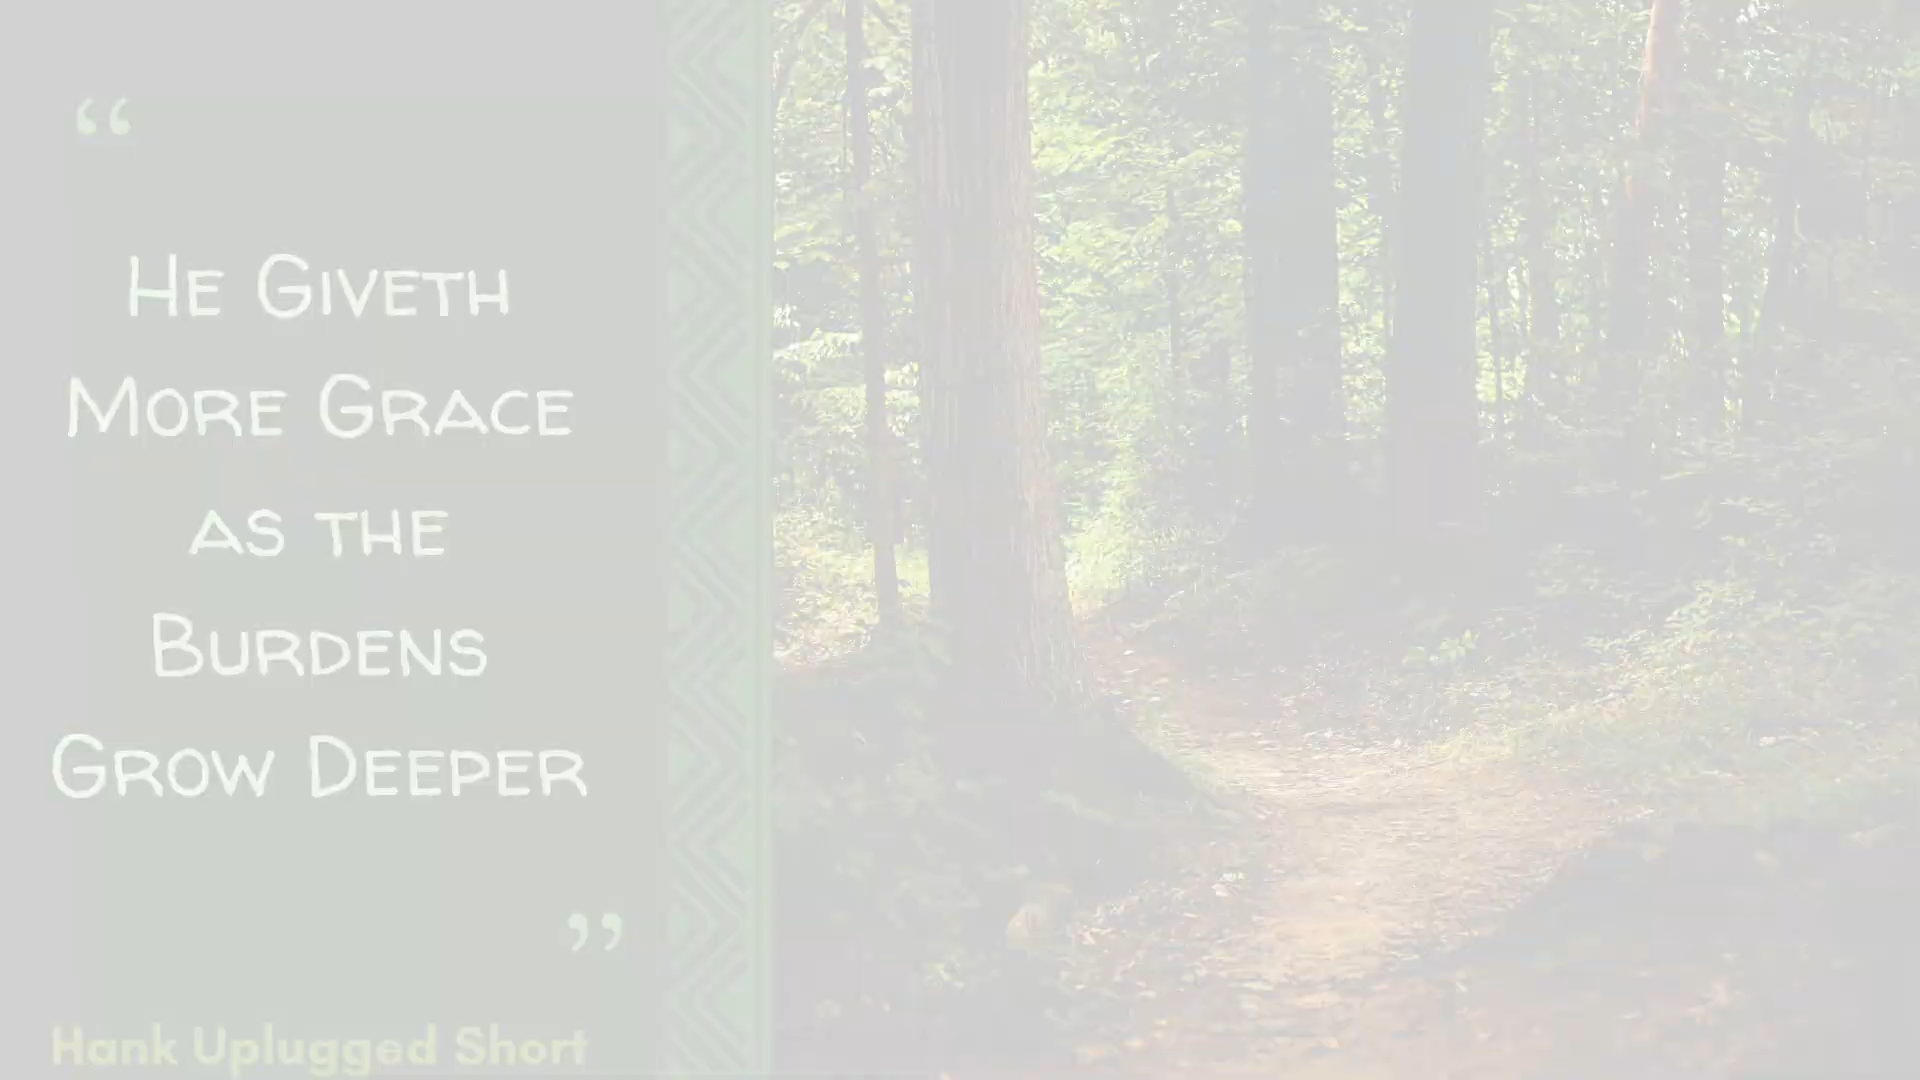 “
He Giveth
More Grace
as the
Burdens
Grow Deeper
”
Hank Uplugged Short